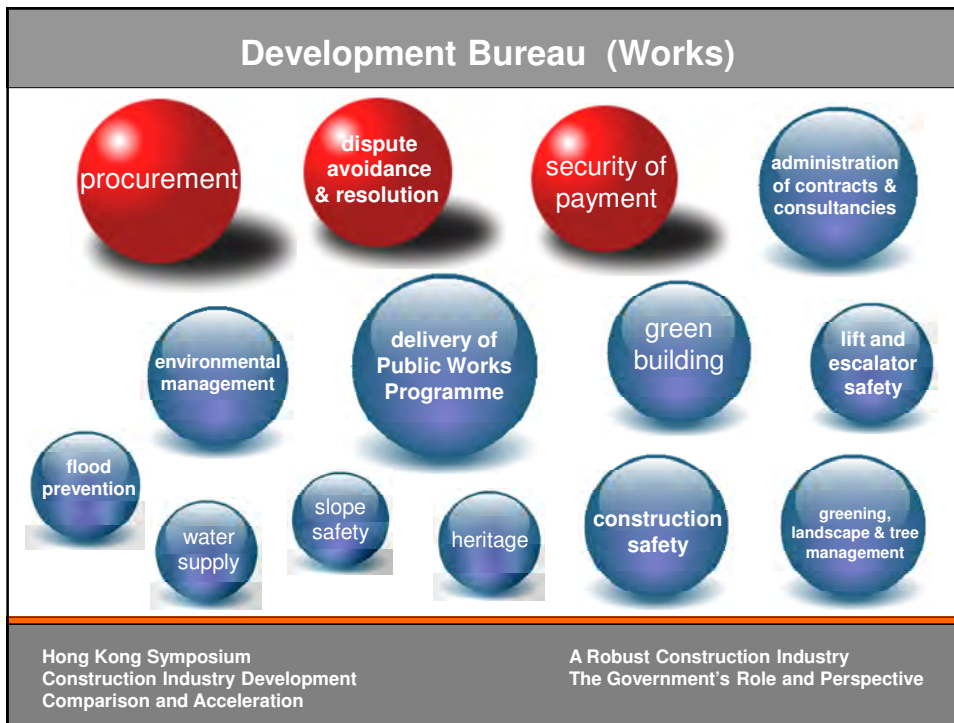 Development Bureau (Works)
procurement
dispute
avoidance
& resolution
security of
payment
administration
of contracts &
consultancies
environmental
management
delivery of
Public Works
Programme
green
building
lift and
escalator
safety
flood
prevention
water
supply
slope
safety
heritage
construction
safety
greening,
landscape & tree
management
Hong Kong Symposium
Construction Industry Development
Comparison and Acceleration
A Robust Construction Industry
The Government's Role and Perspective